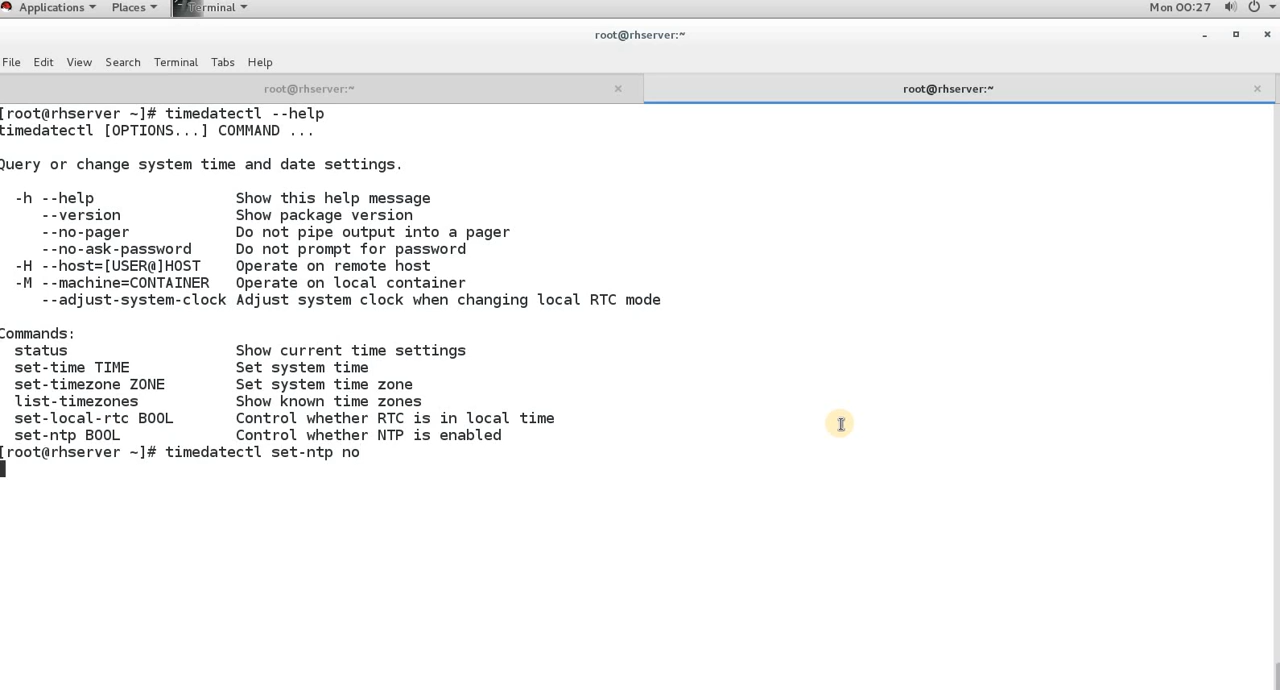 Applications Places Terminal Mon 00:27
root@rhserver:~
File Edit View Search Terminal Tabs Help
root@rhserver:~ root@rhserver:~
[root@rhserver ~]# timedatectl --help
timedatectl [OPTIONS...] COMMAND ...
Query or change system time and date settings.
-h --help Show this help message
--version Show package version
--no-pager Do not pipe output into a pager
--no-ask-password Do not prompt for password
-H --host=[USER@]HOST Operate on remote host
-M --machine=CONTAINER Operate on local container
--adjust-system-clock Adjust system clock when changing local RTC mode
Commands:
status Show current time settings
set-time TIME Set system time
set-timezone ZONE Set system time zone
list-timezones Show known time zones
set-local-rtc BOOL Control whether RTC is in local time
set-ntp BOOL Control whether NTP is enabled
[root@rhserver ~]# timedatectl set-ntp no